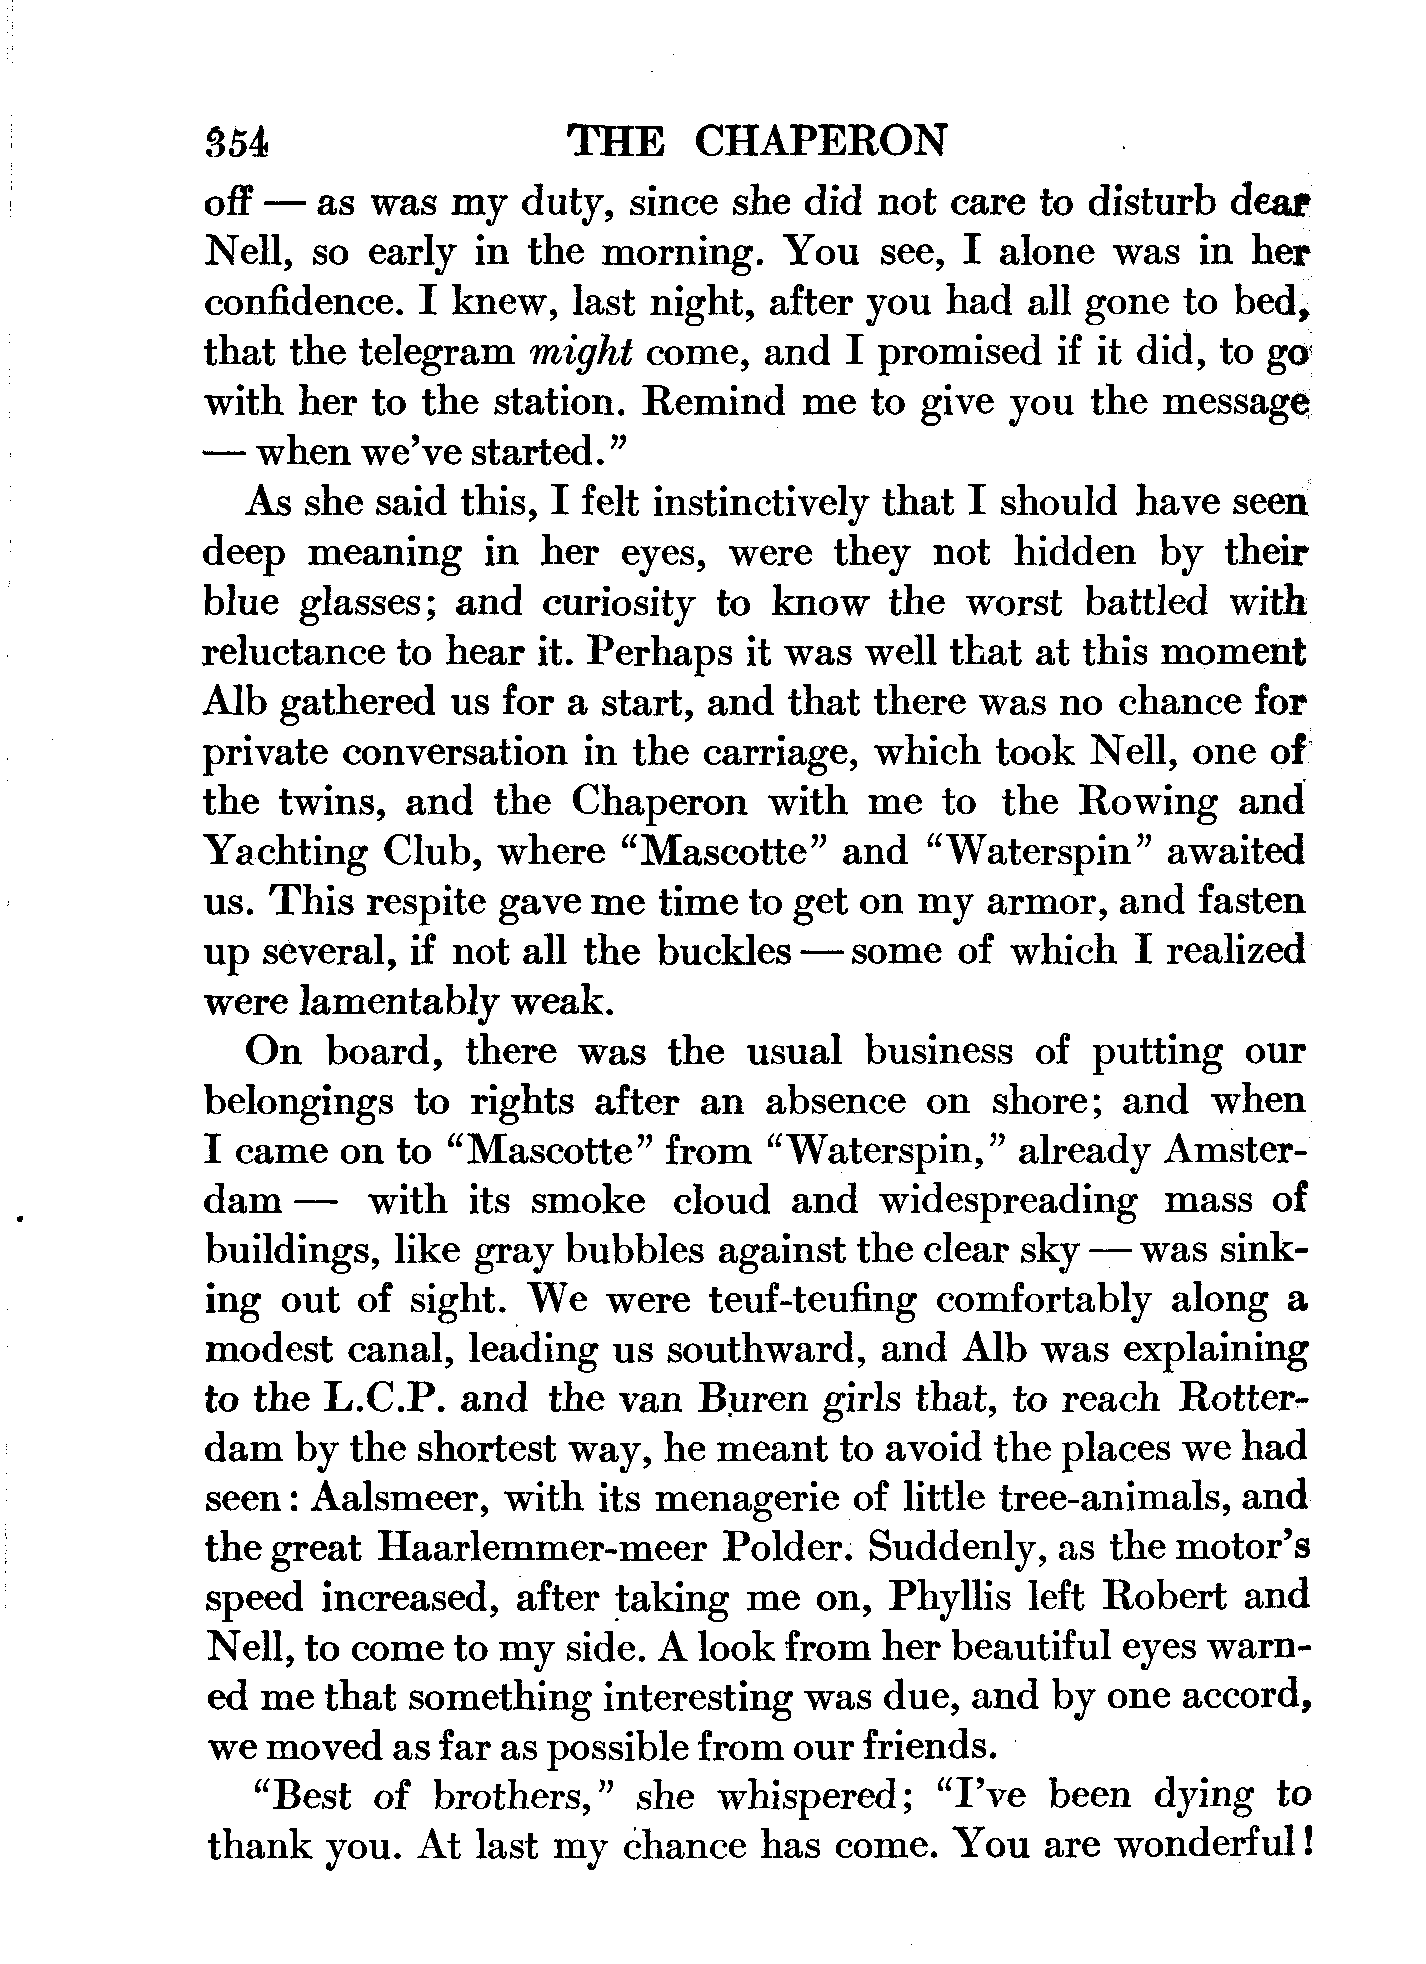 354 THE CHAPERON
off — as was my duty, since she did not care to disturb dear
Nell, so early in the morning. You see, I alone was in her
confidence. I knew, last night, after you had all gone to bed,
that the telegram might come, and I promised if it did, to go
with her to the station. Remind me to give you the message
— when we've started."
As she said this, I felt instinctively that I should have seen
deep meaning in her eyes, were they not hidden by their
blue glasses; and curiosity to know the worst battled with
reluctance to hear it. Perhaps it was well that at this moment
Alb gathered us for a start, and that there was no chance for
private conversation in the carriage, which took Nell, one of
the twins, and the Chaperon with me to the Rowing and
Yachting Club, where "Mascotte" and "Waterspin" awaited
us. This respite gave me time to get on my armor, and fasten
up several, if not all the buckles — some of which I realized
were lamentably weak.
On board, there was the usual business of putting our
belongings to rights after an absence on shore; and when
I came on to "Mascotte" from "Waterspin," already Amster-
dam — with its smoke cloud and widespreading mass of
buildings, like gray bubbles against the clear sky — was sink-
ing out of sight. We were teuf-teufing comfortably along a
modest canal, leading us southward, and Alb was explaining
to the L.C.P. and the van Buren girls that, to reach Rotter-
dam by the shortest way, he meant to avoid the places we had
seen: Aalsmeer, with its menagerie of little tree-animals, and
the great Haarlemmer-meer Polder. Suddenly, as the motor's
speed increased, after taking me on, Phyllis left Robert and
Nell, to come to my side. A look from her beautiful eyes warn-
ed me that something interesting was due, and by one accord,
we moved as far as possible from our friends.
"Best of brothers," she whispered; "I've been dying to
thank you. At last my chance has come. You are wonderful!